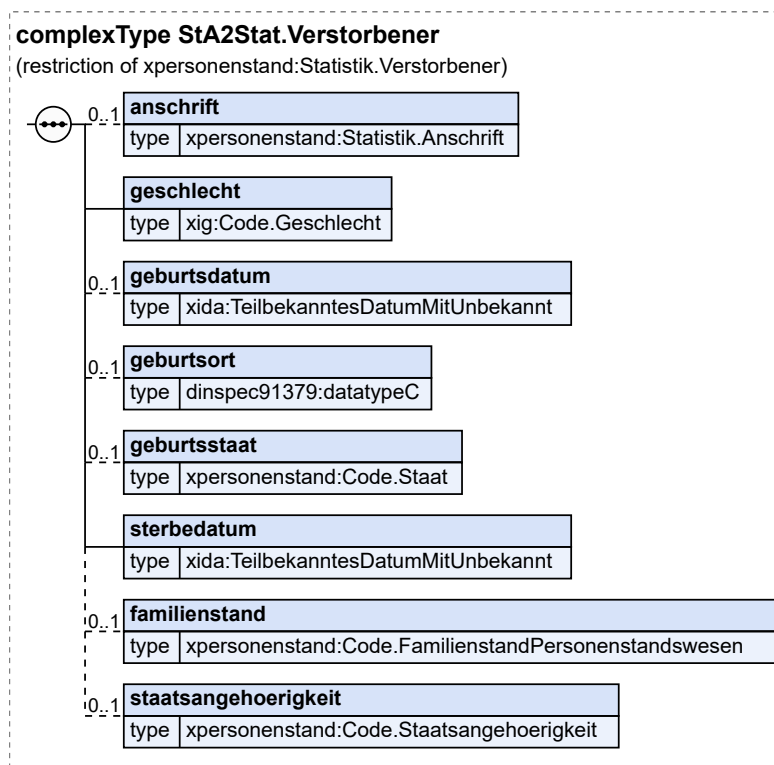 complexType StA2Stat.Verstorbener
(restriction of xpersonenstand:Statistik.Verstorbener)
0..1 anschrift
type xpersonenstand:Statistik.Anschrift
geschlecht
type xig:Code.Geschlecht
0..1 geburtsdatum
type xida:TeilbekanntesDatumMitUnbekannt
0..1 geburtsort
type dinspec91379:datatypeC
0..1 geburtsstaat
type xpersonenstand:Code.Staat
sterbedatum
type xida:TeilbekanntesDatumMitUnbekannt
0..1 familienstand
type xpersonenstand:Code.FamilienstandPersonenstandswesen
0..1 staatsangehoerigkeit
type xpersonenstand:Code.Staatsangehoerigkeit